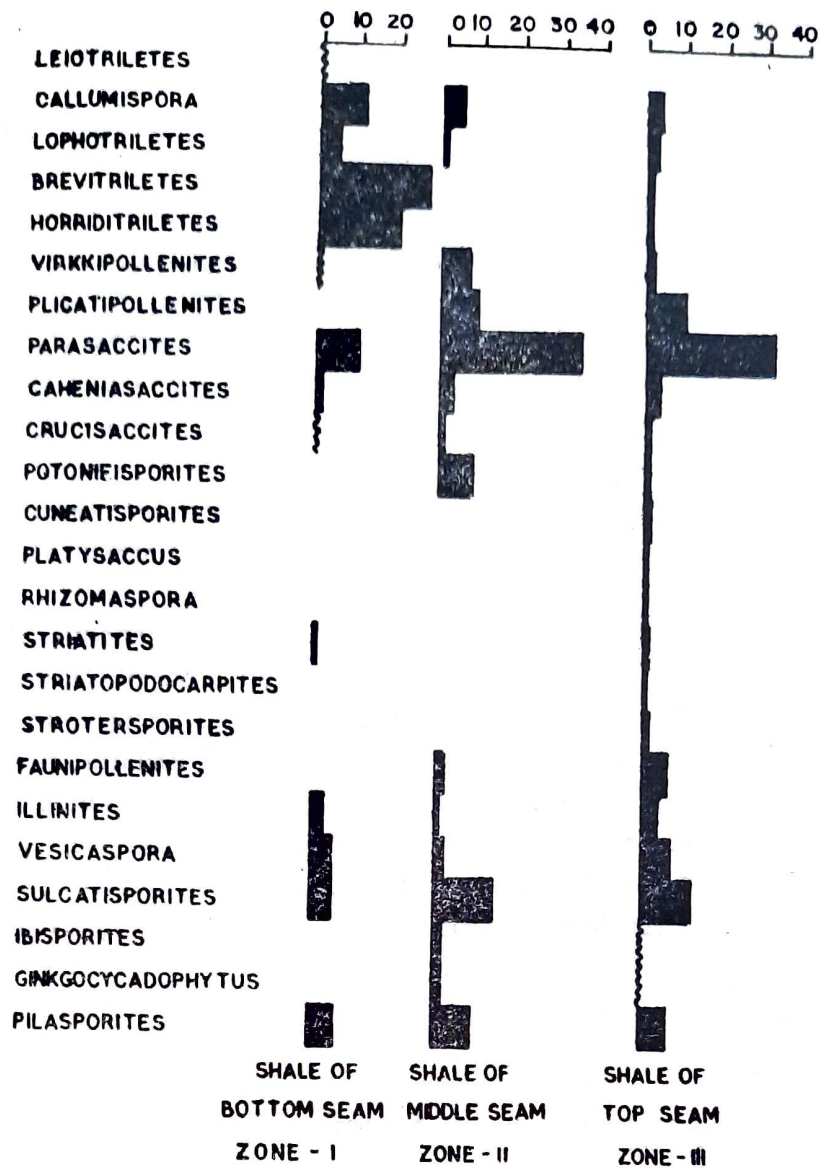 0 10 20 0 10 20 30 40 0 10 20 30 40
LEIOTRILETES
CALLUMISPORA
LOPHOTRILETES
BREVITRILETES
HORRIDITRILETES
VIRKKIPOLLENITES
PLICATIPOLLENITES
PARASACCITES
CAHENIASACCITES
CRUCISACCITES
POTONIEISPORITES
CUNEATISPORITES
PLATYSACCUS
RHIZOMASPORA
STRIATITES
STRIATOPODOCARPITES
STROTERSPORITES
FAUNIPOLLENITES
ILLINITES
VESICASPORA
SULCATISPORITES
IBISPORITES
GINKGOCYCADOPHYTUS
PILASPORITES
SHALE OF SHALE OF SHALE OF
BOTTOM SEAM MIDDLE SEAM TOP SEAM
ZONE - I ZONE - II ZONE - III